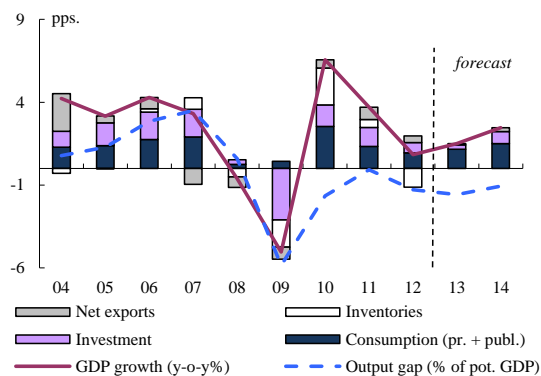 pps.
9
4
-1
-6
forecast
04 05 06 07 08 09 10 11 12 13 14
Net exports Inventories
Investment Consumption (pr. + publ.)
GDP growth (y-o-y%) Output gap (% of pot. GDP)